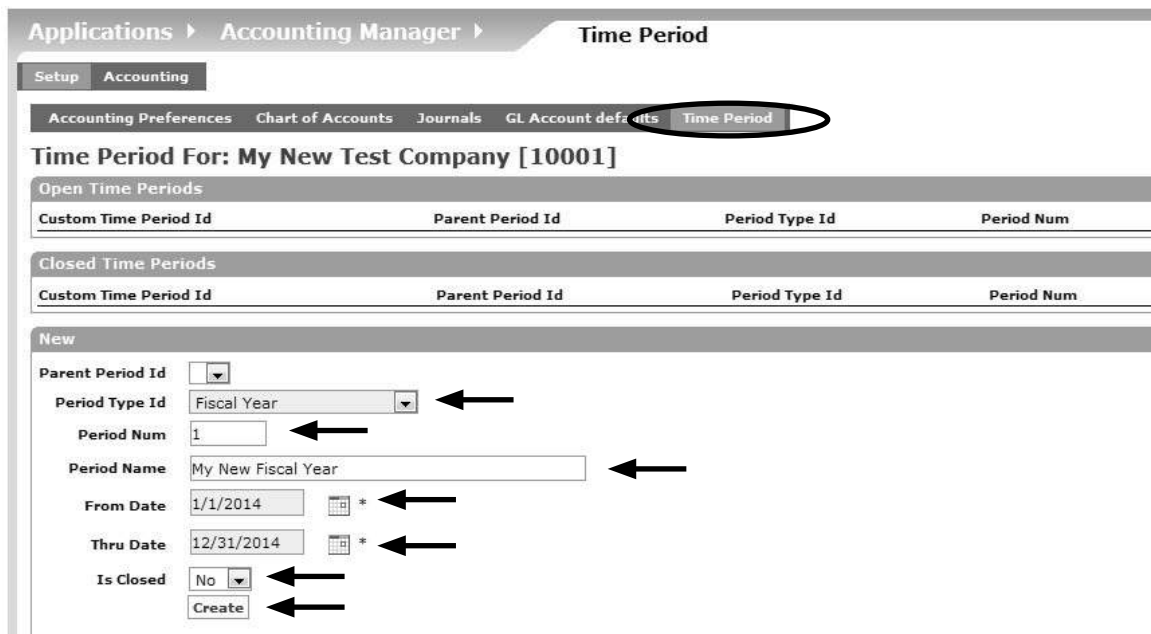 Applications Accounting Manager Time Period
Setup Accounting
Accounting Preferences Chart of Accounts Journals GL Account defaults Time Period
Time Period For: My New Test Company [10001]
Open Time Periods
Custom Time Period Id Parent Period Id Period Type Id Period Num
Closed Time Periods
Custom Time Period Id Parent Period Id Period Type Id Period Num
New
Parent Period Id
Period Type Id Fiscal Year
Period Num 1
Period Name My New Fiscal Year
From Date 1/1/2014 *
Thru Date 12/31/2014 *
Is Closed No
Create